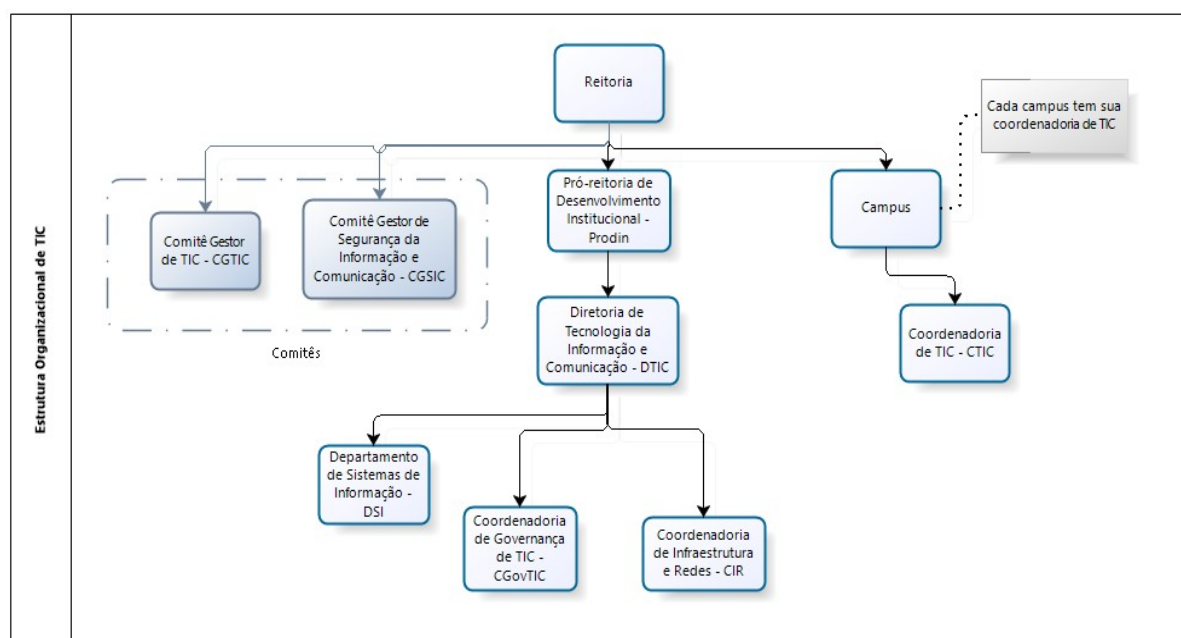 Estrutura Organizacional de TIC
Reitoria
Cada campus tem sua
coordenadoria de TIC
Comitê Gestor
de TIC - CGTIC
Comitê Gestor de
Segurança da
Informação e
Comunicação - CGSIC
Comitês
Pró-reitoria de
Desenvolvimento
Institucional -
Prodin
Campus
Diretoria de
Tecnologia da
Informação e
Comunicação - DTIC
Coordenadoria
de TIC - CTIC
Departamento
de Sistemas de
Informação -
DSI
Coordenadoria
de Governança
de TIC -
CGovTIC
Coordenadoria
de Infraestrutura
e Redes - CIR